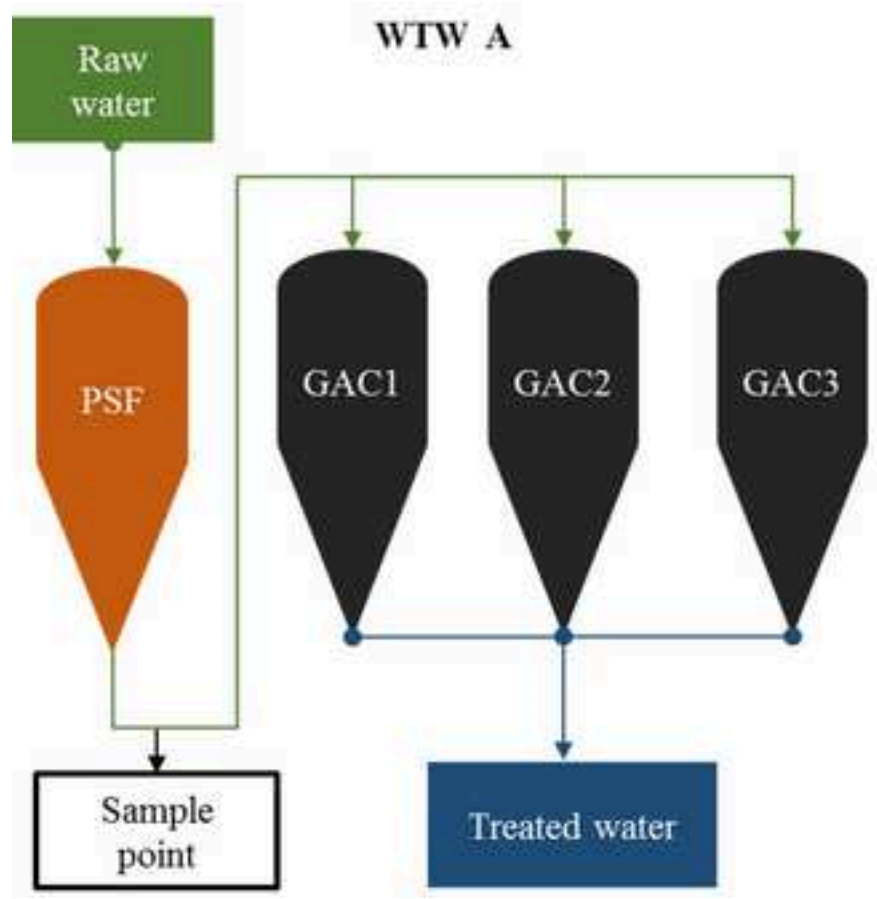 WTW A
Raw
water
PSF
GAC1
GAC2
GAC3
Sample
point
Treated water